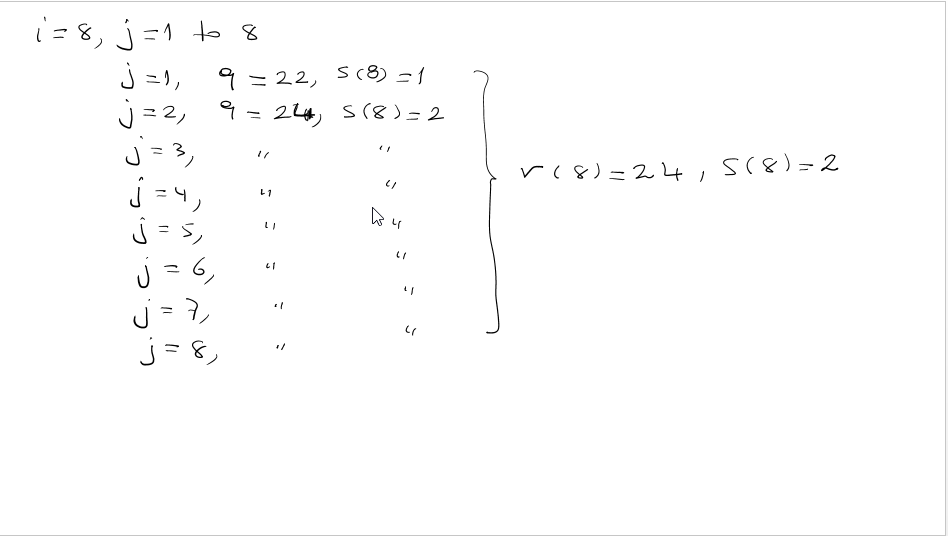 i = 8, j = 1 to 8
j = 1, q = 22, s(8) = 1
j = 2, q = 24, s(8) = 2
j = 3, " "
j = 4, " "
j = 5, " "
j = 6, " "
j = 7, " "
j = 8, " "
r(8) = 24, s(8) = 2